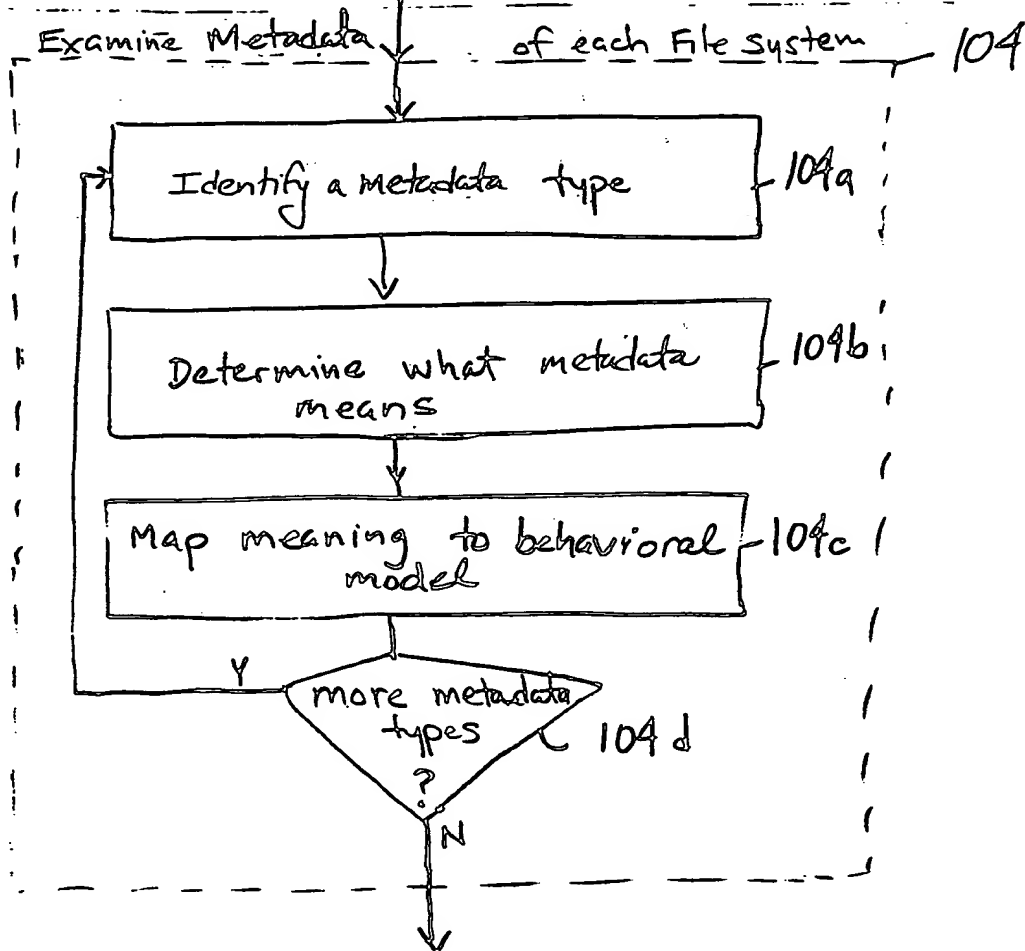 Examine Metadata of each File system 104
Identify a metadata type 104a
Determine what metadata 104b
means
Map meaning to behavioral 104c
model
Y
more metadata
types 104d
?
N